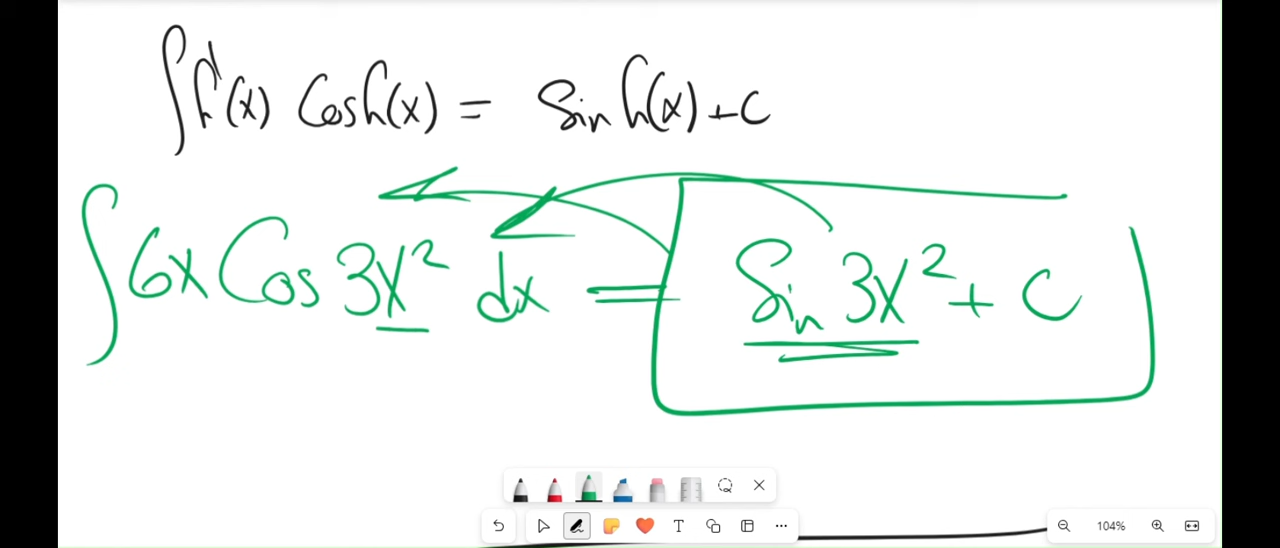 ∫h'(x) Cosh(x) = Sin h(x) + C
∫6x Cos 3x² dx = Sin 3x² + C
T
104%